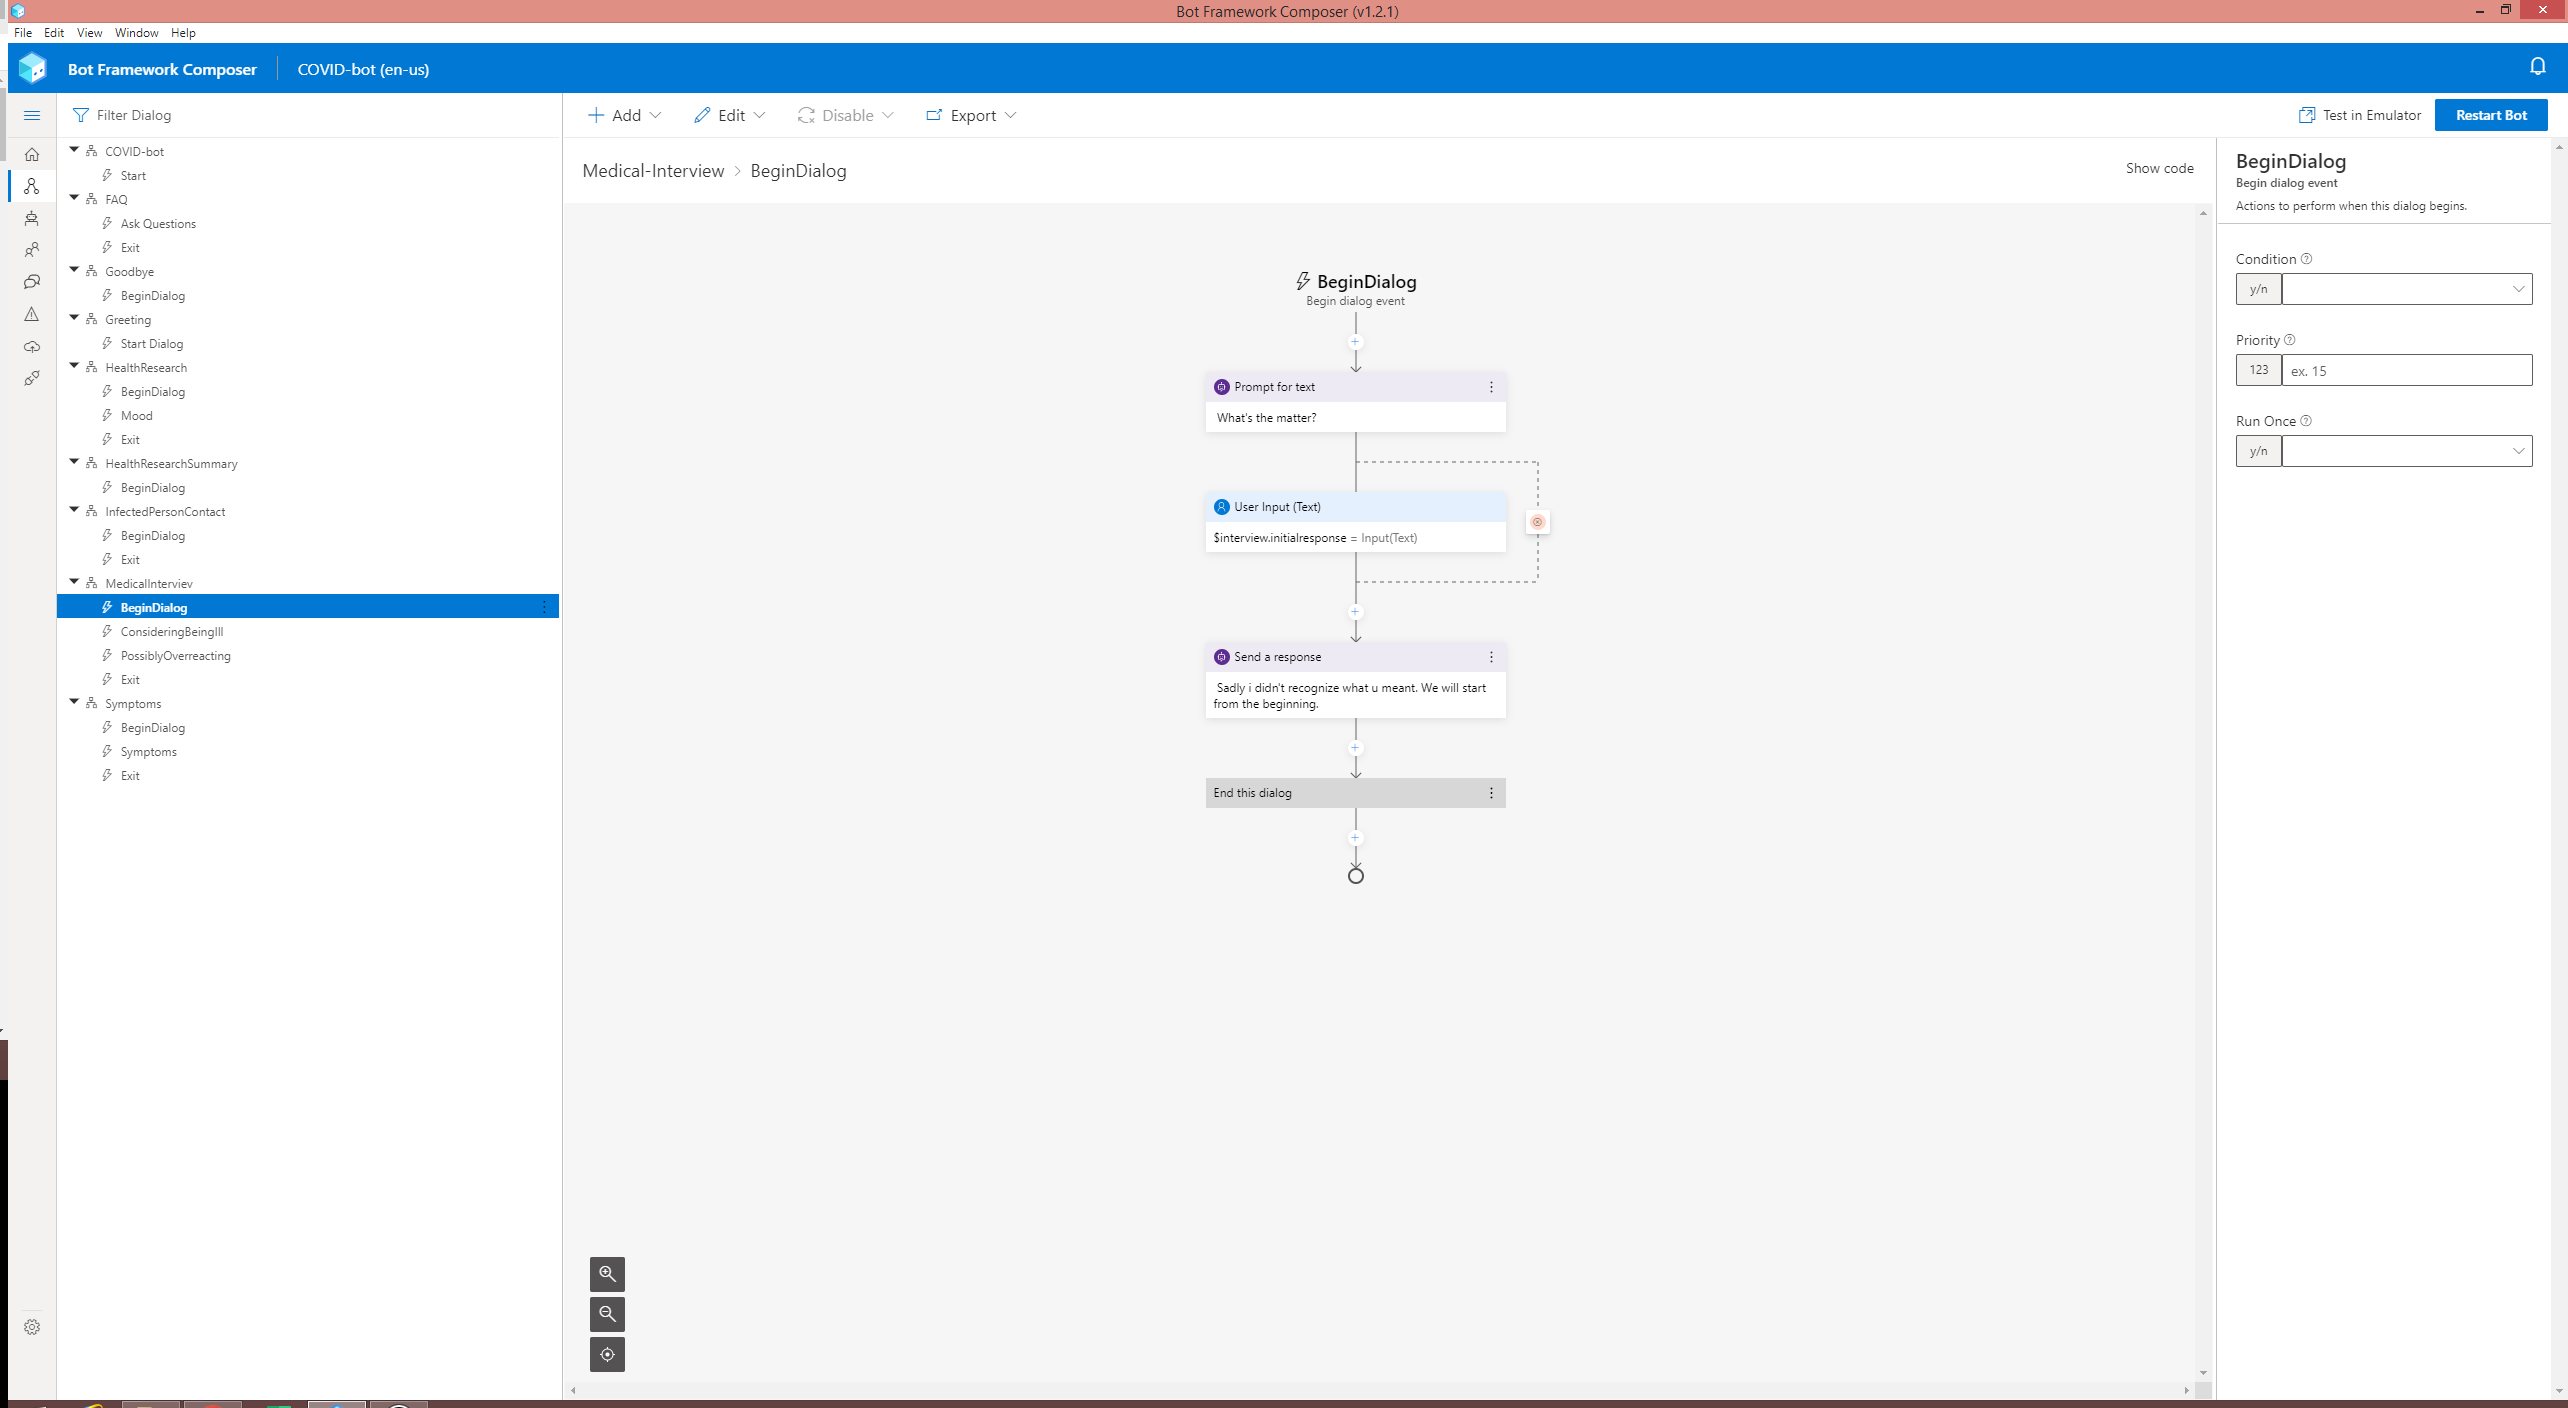 Bot Framework Composer (v1.2.1)
File Edit View Window Help
Bot Framework Composer COVID-bot (en-us)
Filter Dialog
COVID-bot
Start
FAQ
Ask Questions
Exit
Goodbye
BeginDialog
Greeting
Start Dialog
HealthResearch
BeginDialog
Mood
Exit
HealthResearchSummary
BeginDialog
InfectedPersonContact
BeginDialog
Exit
MedicalInterviev
BeginDialog
ConsideringBeingIll
PossiblyOverreacting
Exit
Symptoms
BeginDialog
Symptoms
Exit
Add Edit Disable Export
Test in Emulator Restart Bot
Medical-Interview > BeginDialog
Show code
BeginDialog
Begin dialog event
Prompt for text
What's the matter?
User Input (Text)
$interview.initialresponse = Input(Text)
Send a response
Sadly i didn't recognize what u meant. We will start
from the beginning.
End this dialog
BeginDialog
Begin dialog event
Actions to perform when this dialog begins.
Condition
y/n
Priority
123 ex. 15
Run Once
y/n